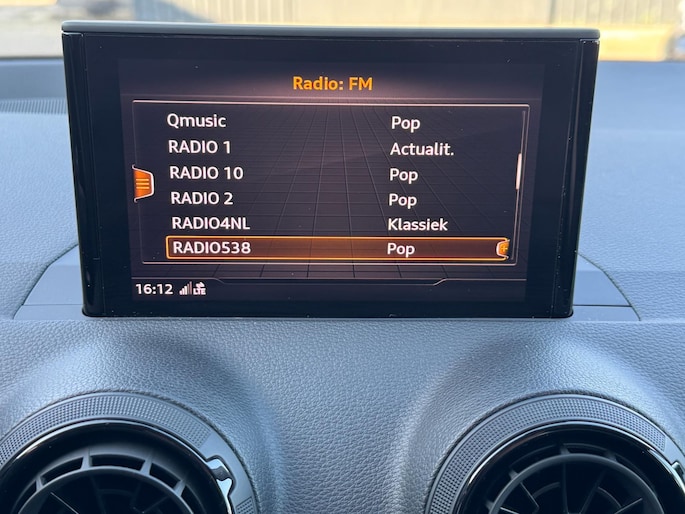 Radio: FM
Qmusic Pop
RADIO 1 Actualit.
RADIO 10 Pop
RADIO 2 Pop
RADIO4NL Klassiek
RADIO538 Pop
16:12 LTE